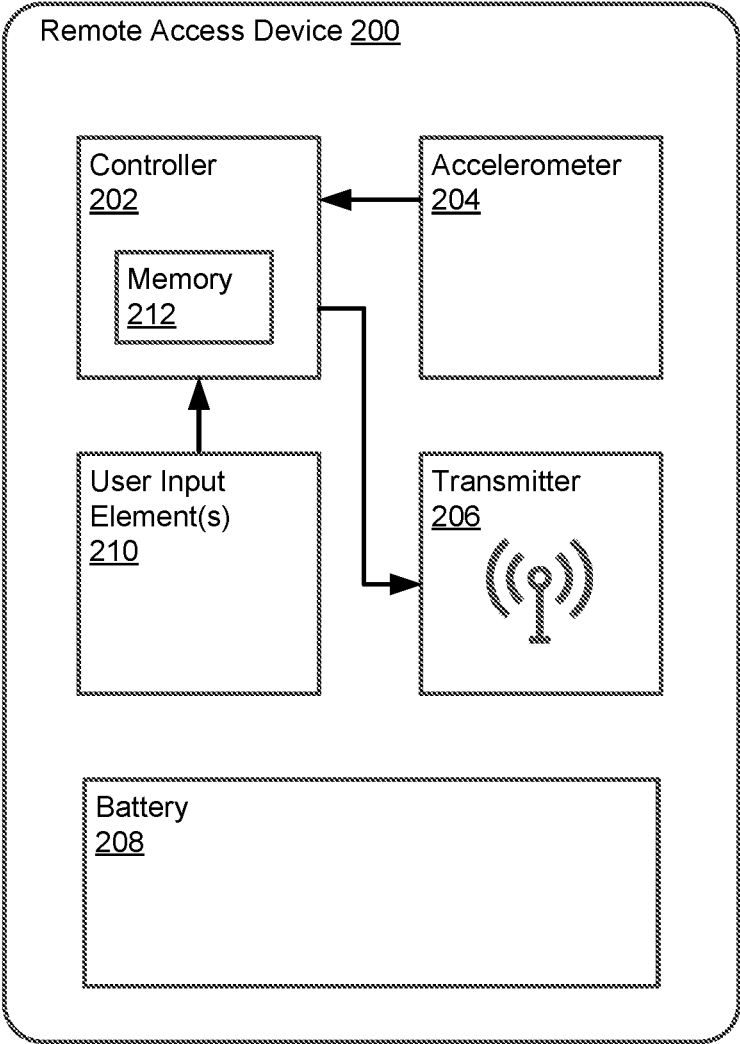 Remote Access Device 200
Controller
202
Memory
212
Accelerometer
204
User Input
Element(s)
210
Transmitter
206
Battery
208